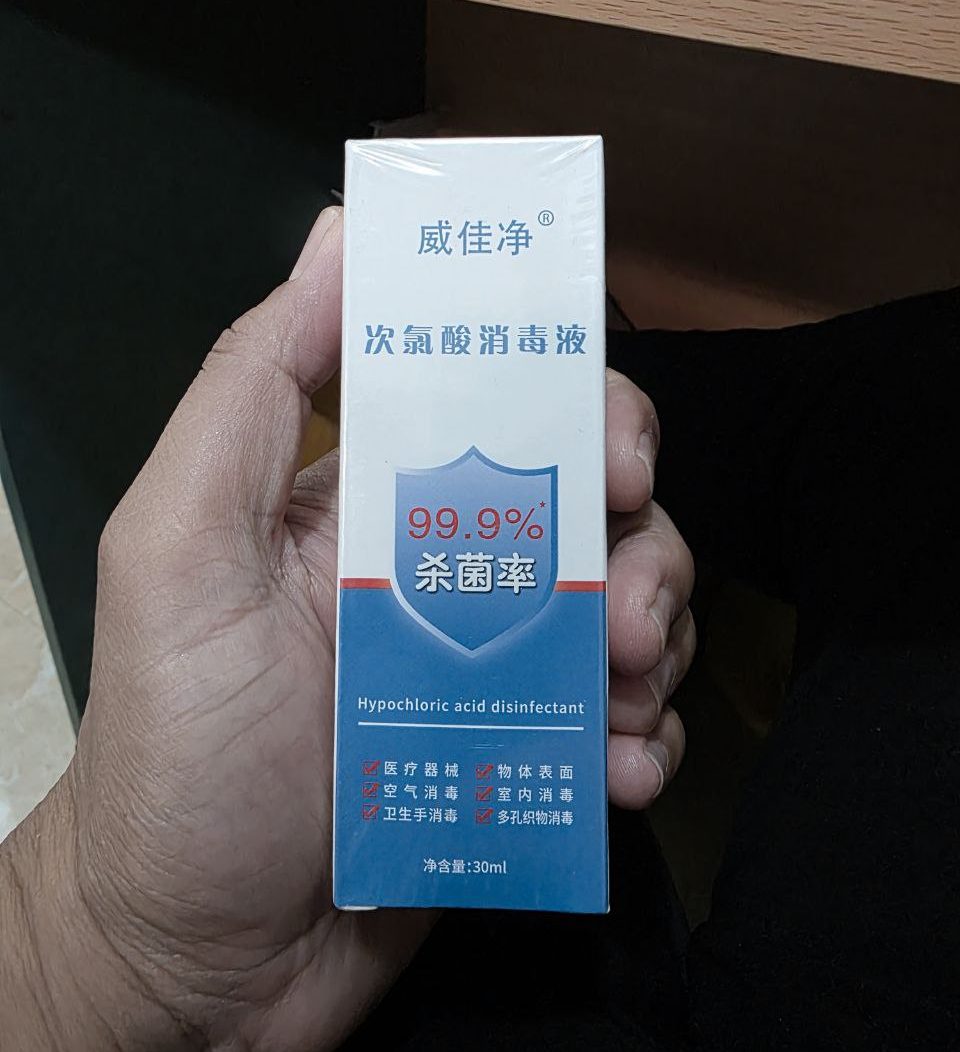 威佳净®
次氯酸消毒液
99.9%*
杀菌率
Hypochloric acid disinfectant
医疗器械 物体表面
空气消毒 室内消毒
卫生手消毒 多孔织物消毒
净含量:30ml